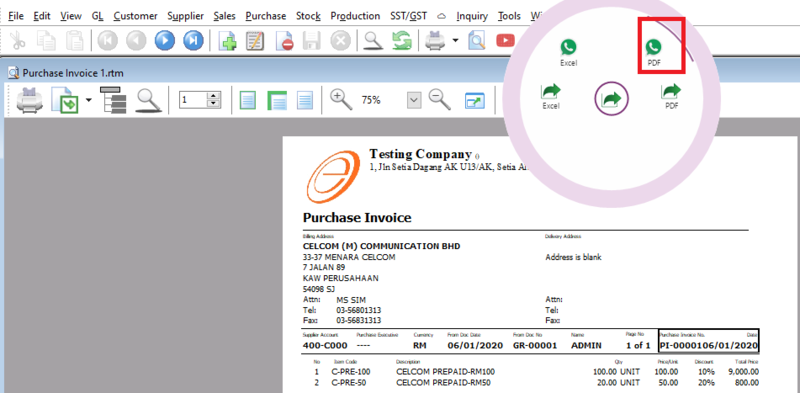 File Edit View GL Customer Supplier Sales Purchase Stock Production SST/GST Inquiry Tools
Excel PDF
Purchase Invoice 1.rtm
Excel PDF
1 75%
Testing Company ()
1, Jln Setia Dagang AK U13/AK, Setia
Purchase Invoice
Billing Address Delivery Address
CELCOM (M) COMMUNICATION BHD
33-37 MENARA CELCOM Address is blank
7 JALAN 89
KAW PERUSAHAAN
54098 SJ
Attn: MS SIM Attn:
Tel: 03-56801313 Tel:
Fax: 03-56831313 Fax:
Supplier Account Purchase Executive Currency From Doc Date From Doc No Name Page No Purchase Invoice No. Date
400-C000 ---- RM 06/01/2020 GR-00001 ADMIN 1 of 1 PI-0000106/01/2020
No Item Code Description Qty Price/Unit Discount Total Price
1 C-PRE-100 CELCOM PREPAID-RM100 100.00 UNIT 100.00 10% 9,000.00
2 C-PRE-50 CELCOM PREPAID-RM50 20.00 UNIT 50.00 20% 800.00